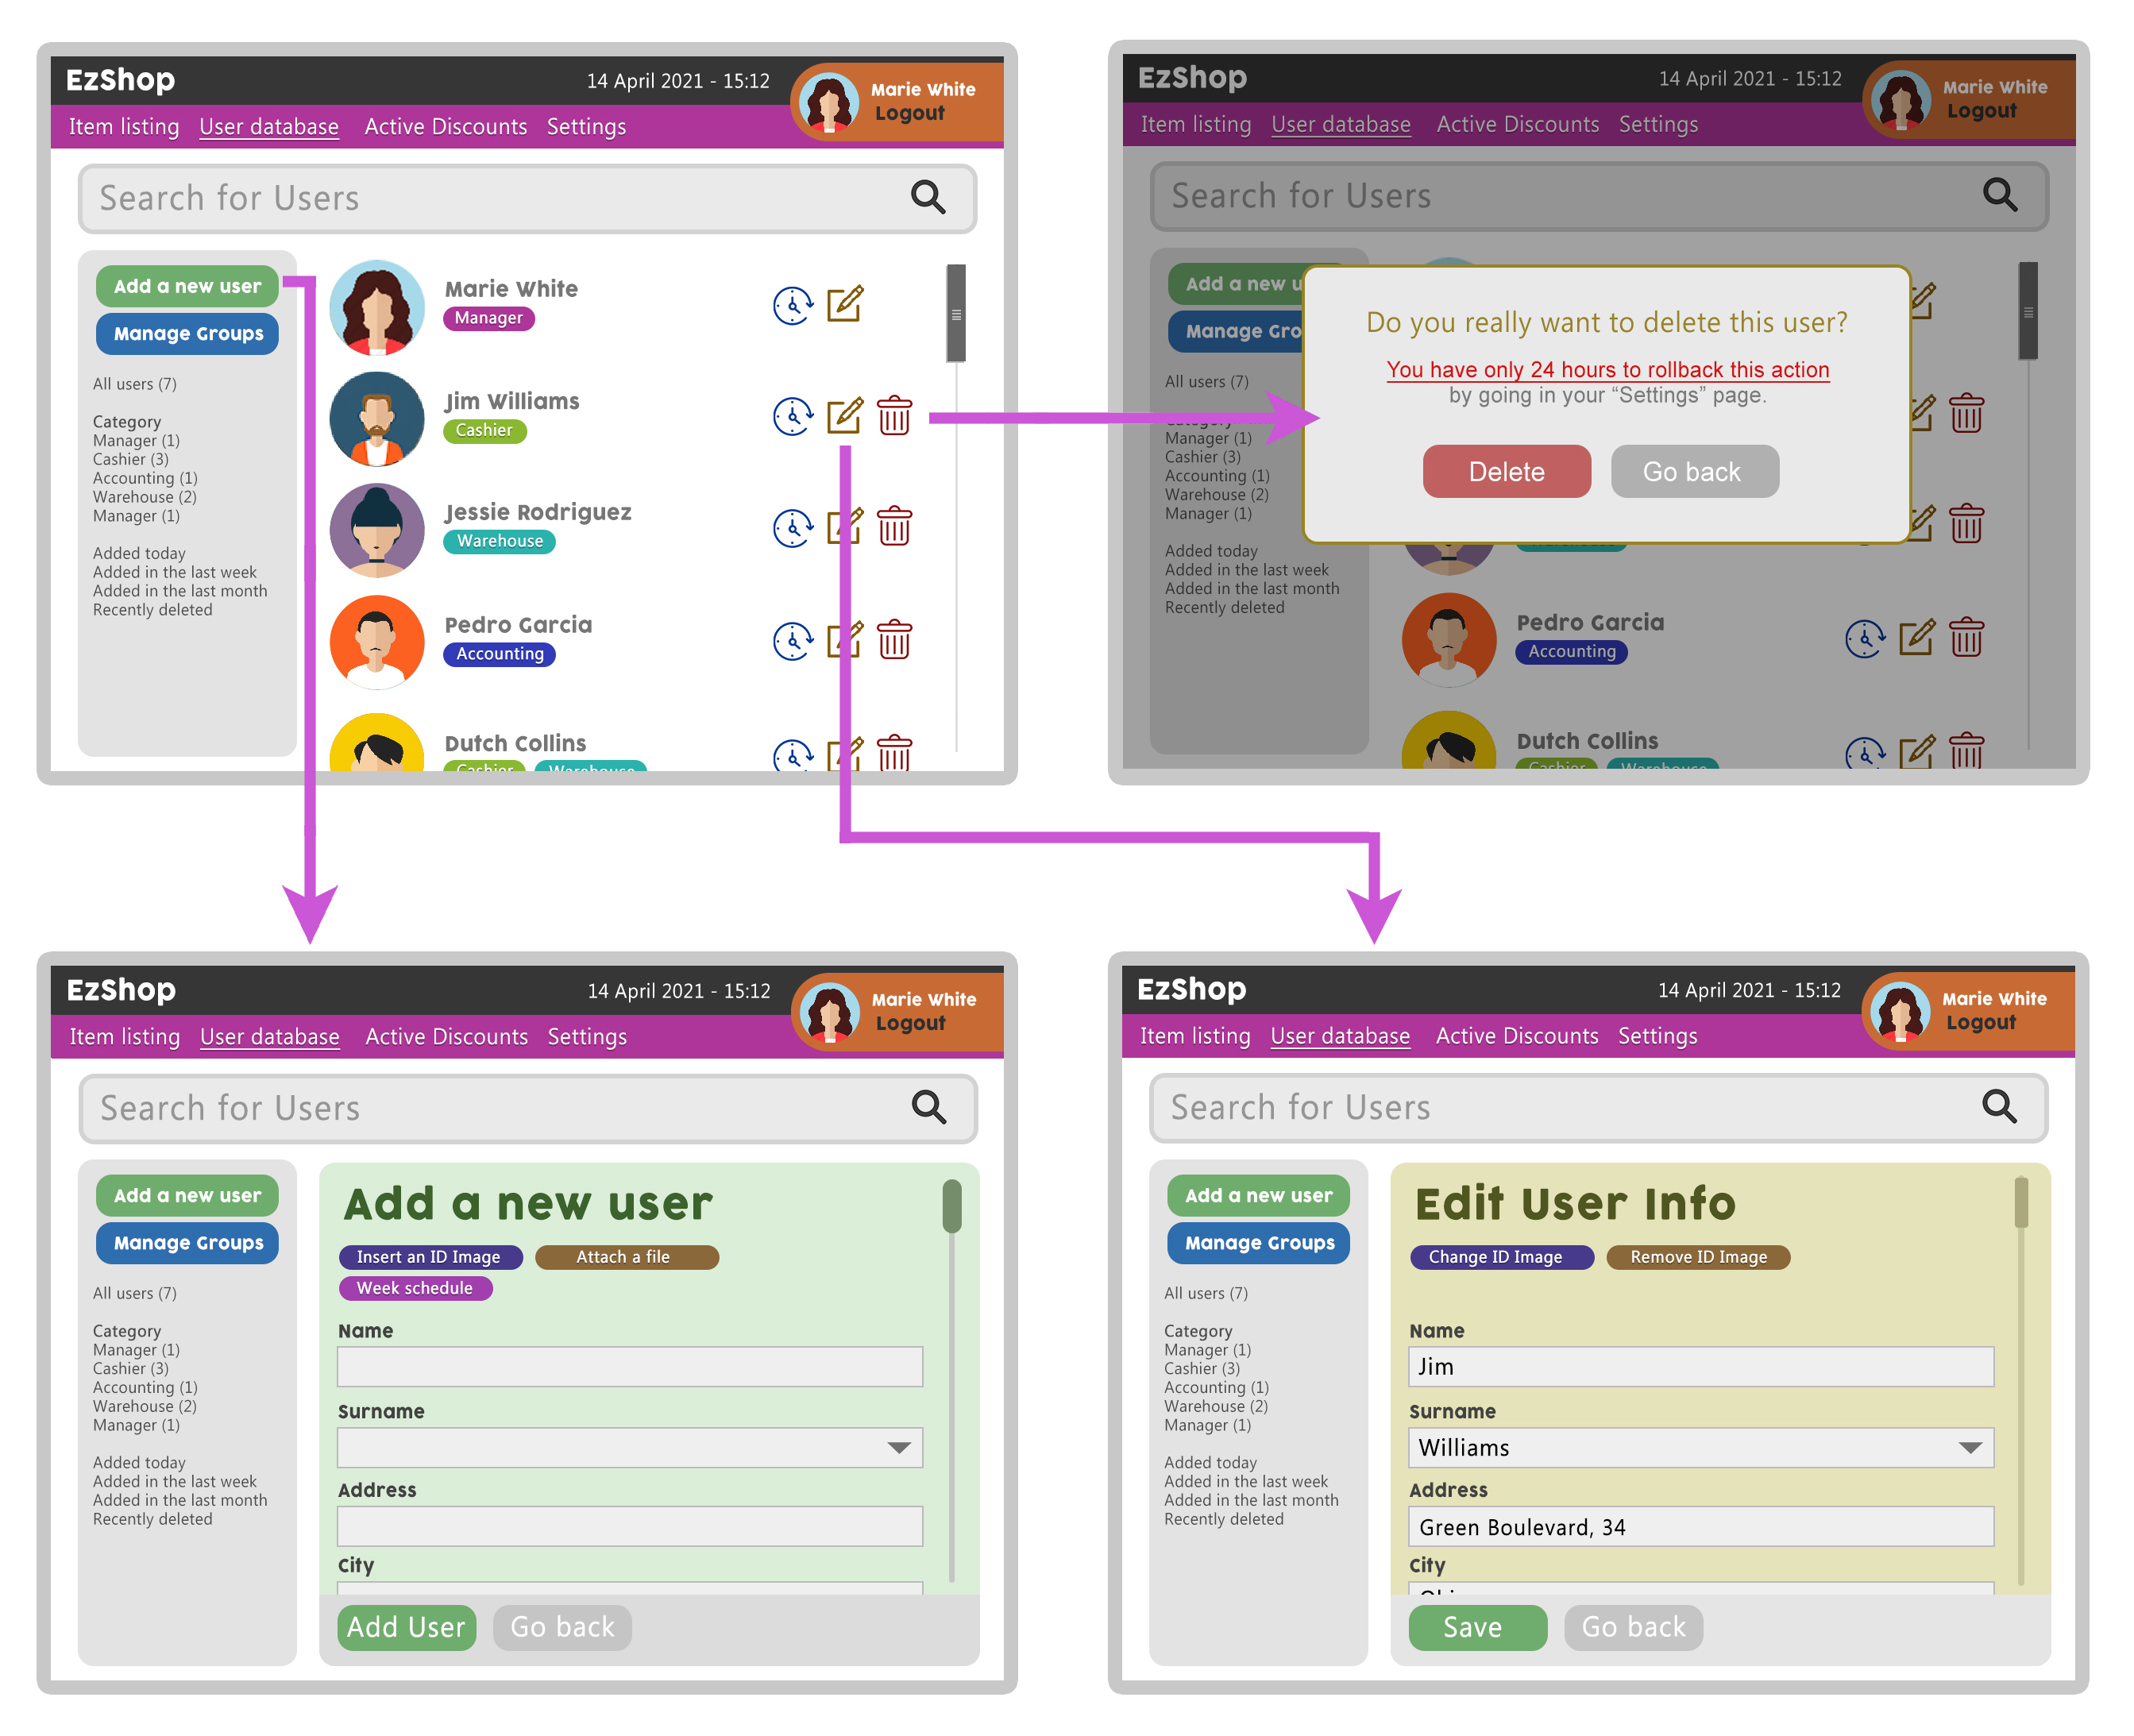 EzShop
14 April 2021 - 15:12
Marie White
Logout
Item listing User database Active Discounts Settings
Search for Users
Add a new user
Manage Groups
All users (7)
Category
Manager (1)
Cashier (3)
Accounting (1)
Warehouse (2)
Manager (1)
Added today
Added in the last week
Added in the last month
Recently deleted
Marie White
Manager
Jim Williams
Cashier
Jessie Rodriguez
Warehouse
Pedro Garcia
Accounting
Dutch Collins
Cashier Warehouse
EzShop
14 April 2021 - 15:12
Marie White
Logout
Item listing User database Active Discounts Settings
Search for Users
Add a new u
Manage Gro
All users (7)
Category
Manager (1)
Cashier (3)
Accounting (1)
Warehouse (2)
Manager (1)
Added today
Added in the last week
Added in the last month
Recently deleted
Do you really want to delete this user?
You have only 24 hours to rollback this action
by going in your “Settings” page.
Delete Go back
Pedro Garcia
Accounting
Dutch Collins
Cashier Warehouse
EzShop
14 April 2021 - 15:12
Marie White
Logout
Item listing User database Active Discounts Settings
Search for Users
Add a new user
Manage Groups
All users (7)
Category
Manager (1)
Cashier (3)
Accounting (1)
Warehouse (2)
Manager (1)
Added today
Added in the last week
Added in the last month
Recently deleted
Add a new user
Insert an ID Image Attach a file
Week schedule
Name
Surname
Address
City
Add User Go back
EzShop
14 April 2021 - 15:12
Marie White
Logout
Item listing User database Active Discounts Settings
Search for Users
Add a new user
Manage Groups
All users (7)
Category
Manager (1)
Cashier (3)
Accounting (1)
Warehouse (2)
Manager (1)
Added today
Added in the last week
Added in the last month
Recently deleted
Edit User Info
Change ID Image Remove ID Image
Name
Jim
Surname
Williams
Address
Green Boulevard, 34
City
Save Go back